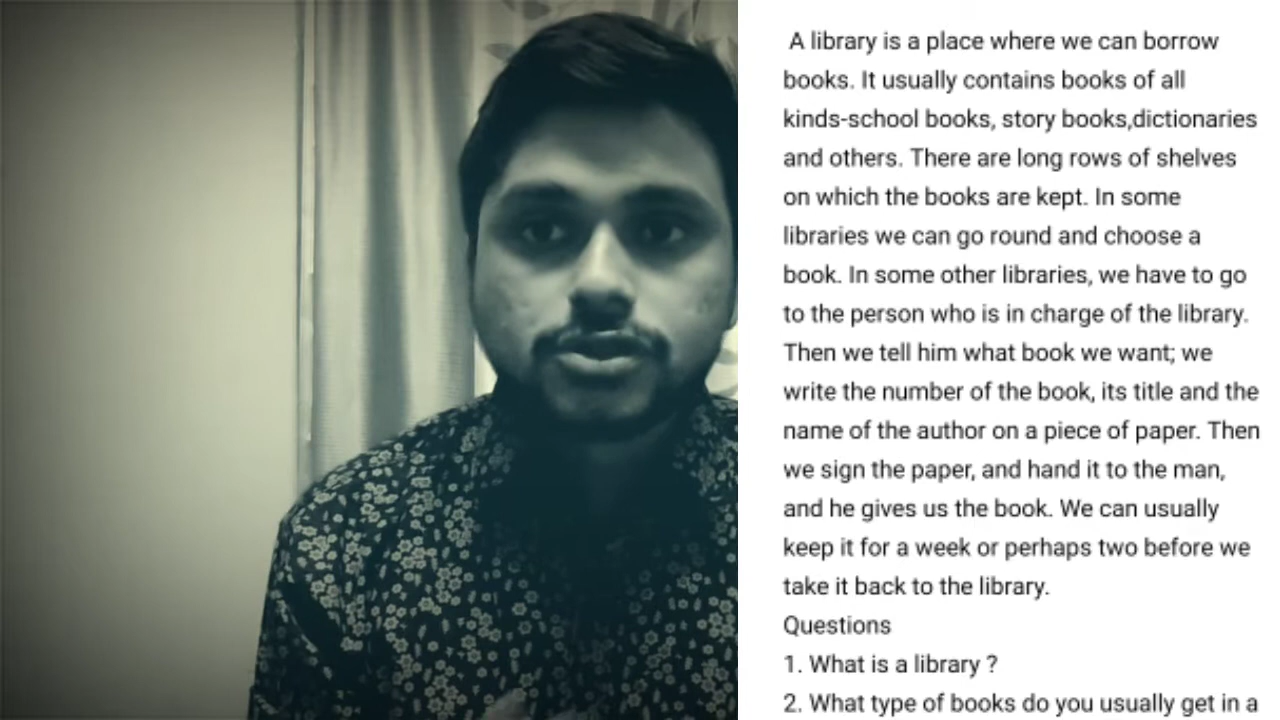 A library is a place where we can borrow
books. It usually contains books of all
kinds-school books, story books,dictionaries
and others. There are long rows of shelves
on which the books are kept. In some
libraries we can go round and choose a
book. In some other libraries, we have to go
to the person who is in charge of the library.
Then we tell him what book we want; we
write the number of the book, its title and the
name of the author on a piece of paper. Then
we sign the paper, and hand it to the man,
and he gives us the book. We can usually
keep it for a week or perhaps two before we
take it back to the library.
Questions
1. What is a library ?
2. What type of books do you usually get in a